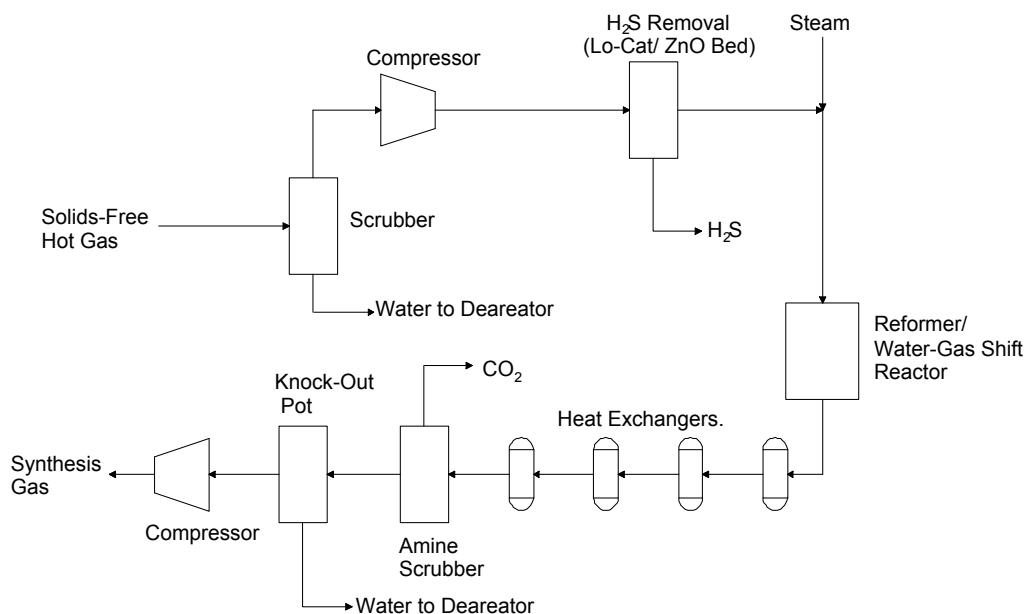 H₂S Removal
(Lo-Cat/ ZnO Bed)
Steam
Compressor
Solids-Free
Hot Gas
Scrubber
H₂S
Water to Deareator
Reformer/
Water-Gas Shift
Reactor
CO₂
Knock-Out
Pot
Heat Exchangers.
Synthesis
Gas
Compressor
Amine
Scrubber
Water to Deareator